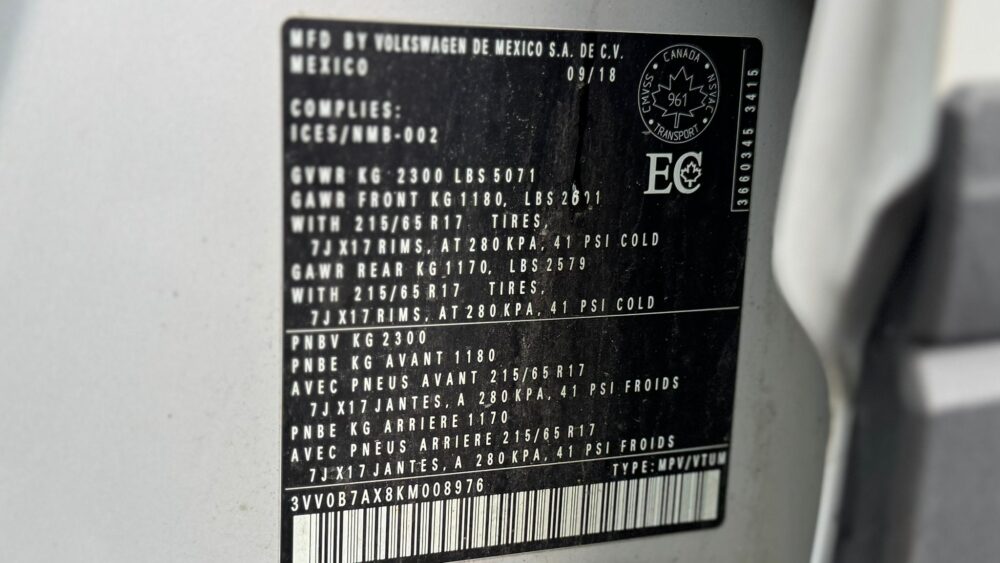 MFD BY VOLKSWAGEN DE MEXICO S.A. DE C.V.
MEXICO 09/18
CANADA
CMVSS 961 NSVAC
TRANSPORT
COMPLIES:
ICES/NMB-002
EC
3660345 3415
GVWR KG 2300 LBS 5071
GAWR FRONT KG 1180, LBS 2601
WITH 215/65 R17 TIRES,
7J X17 RIMS, AT 280 KPA, 41 PSI COLD
GAWR REAR KG 1170, LBS 2579
WITH 215/65 R17 TIRES,
7J X17 RIMS, AT 280 KPA, 41 PSI COLD
PNBV KG 2300
PNBE KG AVANT 1180
AVEC PNEUS AVANT 215/65 R17
7J X17 JANTES, A 280 KPA, 41 PSI FROIDS
PNBE KG ARRIERE 1170
AVEC PNEUS ARRIERE 215/65 R17
7J X17 JANTES, A 280 KPA, 41 PSI FROIDS
3VV0B7AX8KM008976 TYPE: MPV/VTUM